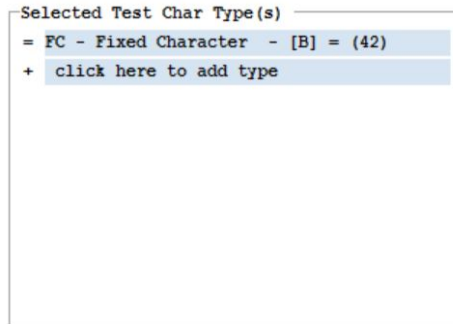 Selected Test Char Type(s)
= FC - Fixed Character - [B] = (42)
+ click here to add type